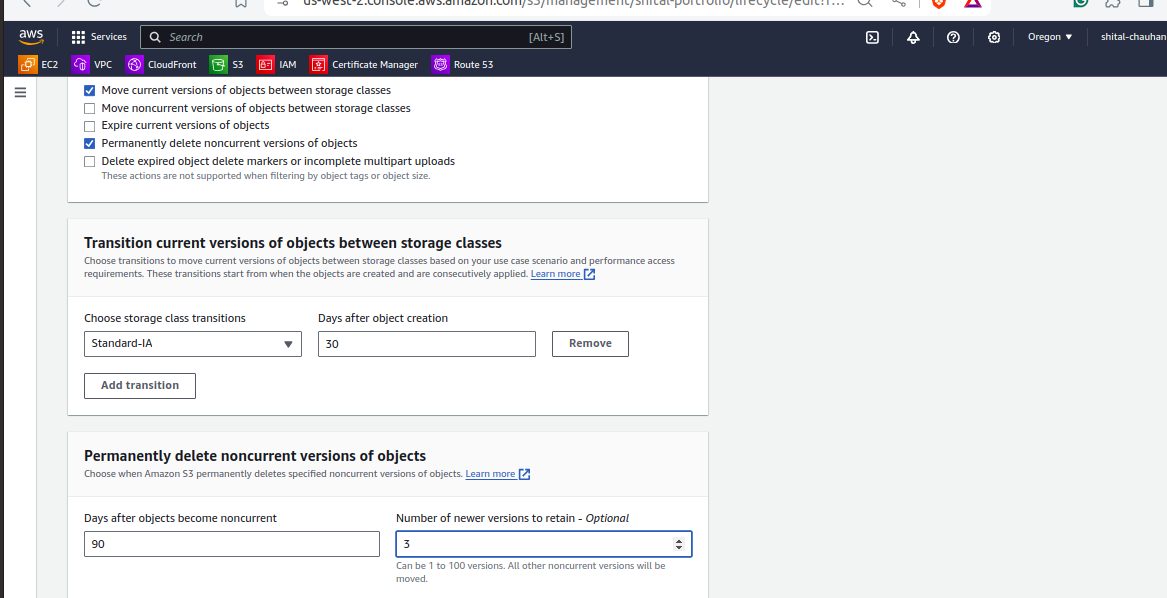 us-west-2.console.aws.amazon.com/s3/management/shital-portfolio/lifecycle/edit?r...
aws Services Search [Alt+S] Oregon shital-chauhan
EC2 VPC CloudFront S3 IAM Certificate Manager Route 53
Move current versions of objects between storage classes
Move noncurrent versions of objects between storage classes
Expire current versions of objects
Permanently delete noncurrent versions of objects
Delete expired object delete markers or incomplete multipart uploads
These actions are not supported when filtering by object tags or object size.
Transition current versions of objects between storage classes
Choose transitions to move current versions of objects between storage classes based on your use case scenario and performance access
requirements. These transitions start from when the objects are created and are consecutively applied. Learn more
Choose storage class transitions Days after object creation
Standard-IA 30 Remove
Add transition
Permanently delete noncurrent versions of objects
Choose when Amazon S3 permanently deletes specified noncurrent versions of objects. Learn more
Days after objects become noncurrent Number of newer versions to retain - Optional
90 3
Can be 1 to 100 versions. All other noncurrent versions will be
moved.